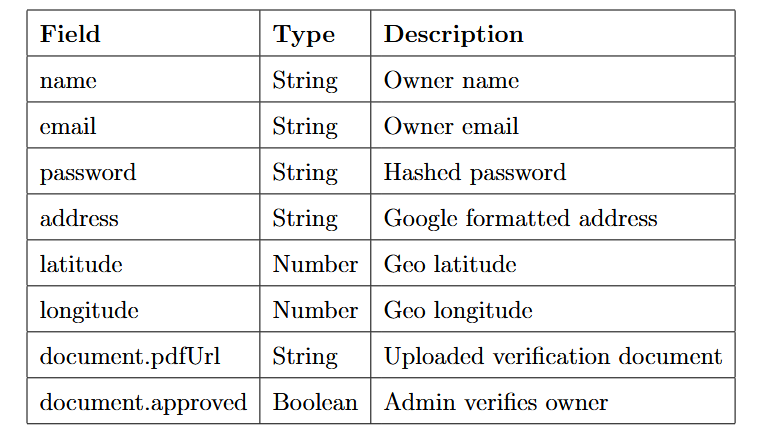 Field Type Description
name String Owner name
email String Owner email
password String Hashed password
address String Google formatted address
latitude Number Geo latitude
longitude Number Geo longitude
document.pdfUrl String Uploaded verification document
document.approved Boolean Admin verifies owner